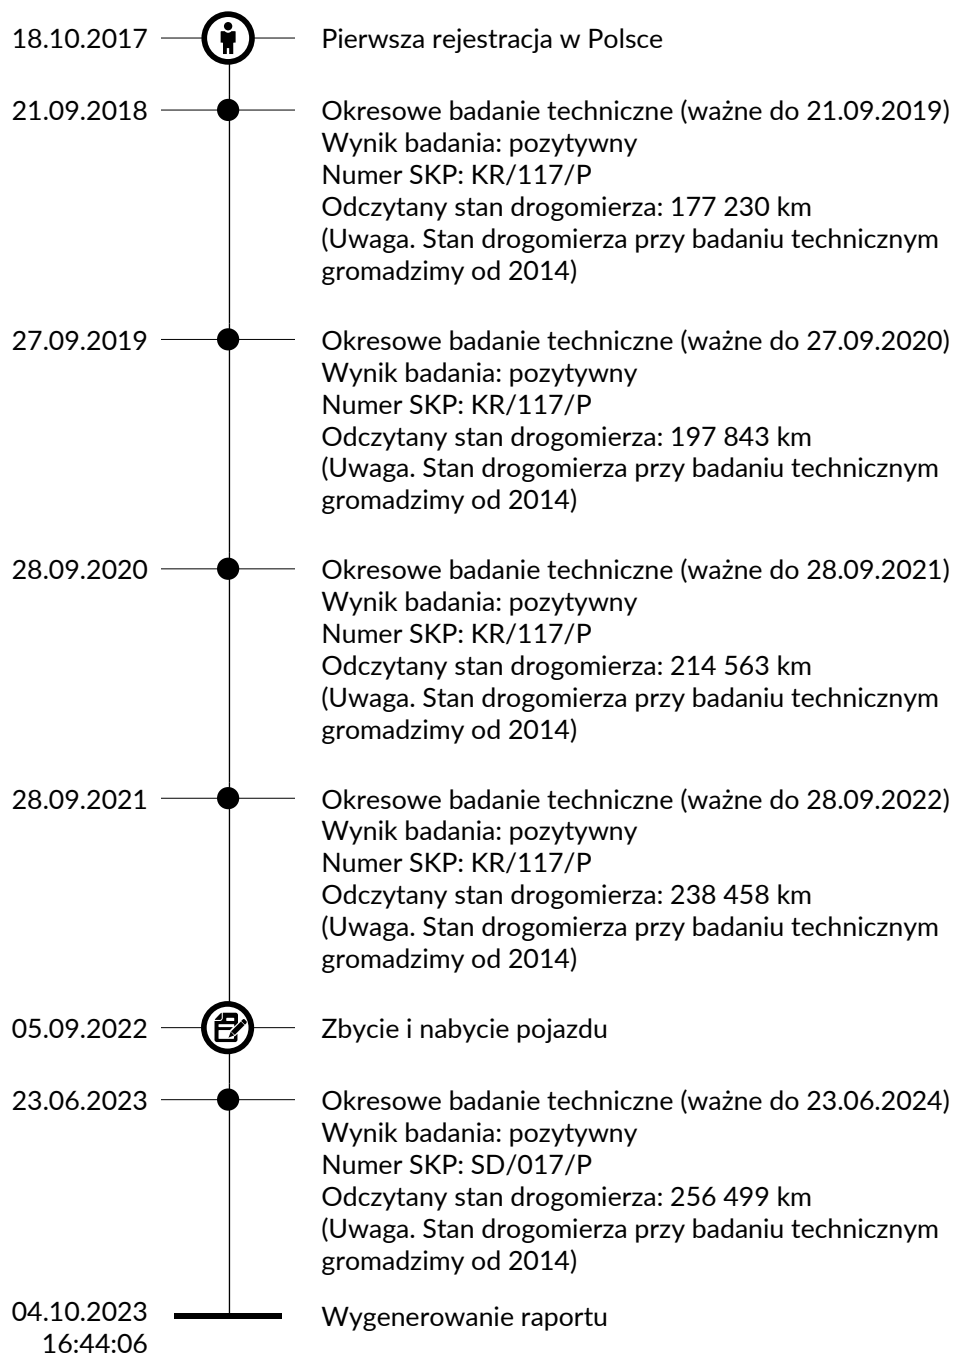 18.10.2017 Pierwsza rejestracja w Polsce
21.09.2018 Okresowe badanie techniczne (ważne do 21.09.2019)
Wynik badania: pozytywny
Numer SKP: KR/117/P
Odczytany stan drogomierza: 177 230 km
(Uwaga. Stan drogomierza przy badaniu technicznym
gromadzimy od 2014)
27.09.2019 Okresowe badanie techniczne (ważne do 27.09.2020)
Wynik badania: pozytywny
Numer SKP: KR/117/P
Odczytany stan drogomierza: 197 843 km
(Uwaga. Stan drogomierza przy badaniu technicznym
gromadzimy od 2014)
28.09.2020 Okresowe badanie techniczne (ważne do 28.09.2021)
Wynik badania: pozytywny
Numer SKP: KR/117/P
Odczytany stan drogomierza: 214 563 km
(Uwaga. Stan drogomierza przy badaniu technicznym
gromadzimy od 2014)
28.09.2021 Okresowe badanie techniczne (ważne do 28.09.2022)
Wynik badania: pozytywny
Numer SKP: KR/117/P
Odczytany stan drogomierza: 238 458 km
(Uwaga. Stan drogomierza przy badaniu technicznym
gromadzimy od 2014)
05.09.2022 Zbycie i nabycie pojazdu
23.06.2023 Okresowe badanie techniczne (ważne do 23.06.2024)
Wynik badania: pozytywny
Numer SKP: SD/017/P
Odczytany stan drogomierza: 256 499 km
(Uwaga. Stan drogomierza przy badaniu technicznym
gromadzimy od 2014)
04.10.2023 Wygenerowanie raportu
16:44:06